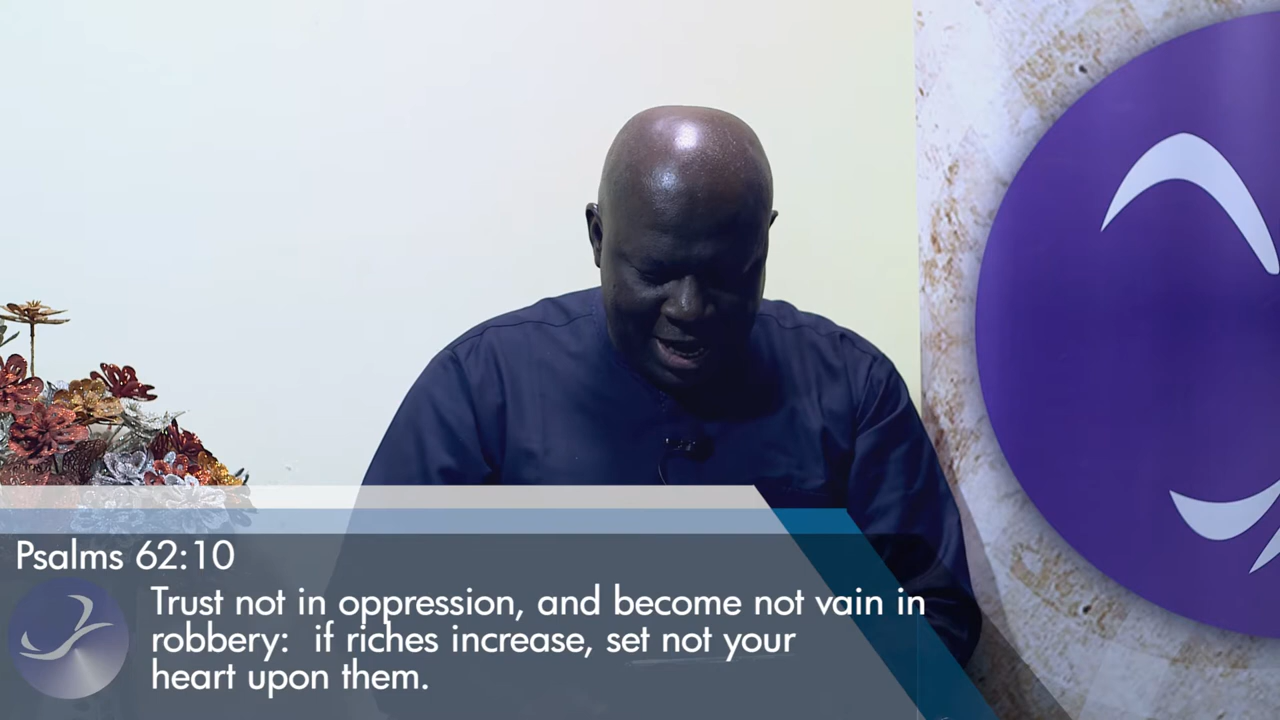 Psalms 62:10
Trust not in oppression, and become not vain in
robbery:  if riches increase, set not your
heart upon them.